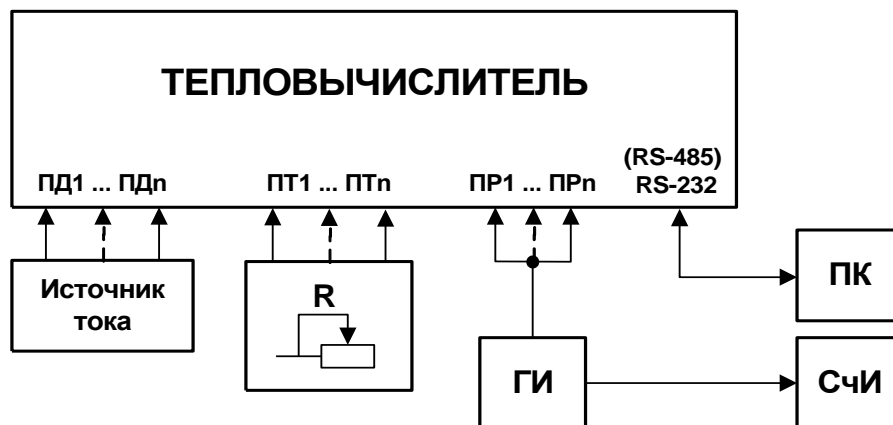 ТЕПЛОВЫЧИСЛИТЕЛЬ
(RS-485)
ПД1 ... ПДn ПТ1 ... ПТn ПР1 ... ПРn RS-232
Источник
тока
R
ПК
ГИ
СчИ